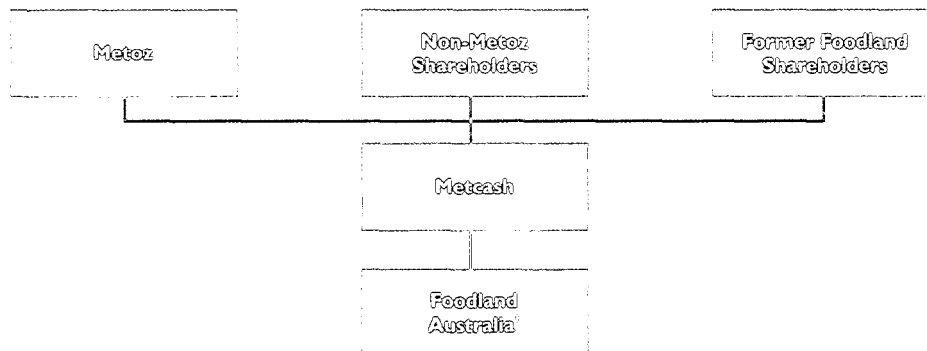 Metoz
Non-Metoz
Shareholders
Former Foodland
Shareholders
Metcash
Foodland
Australia